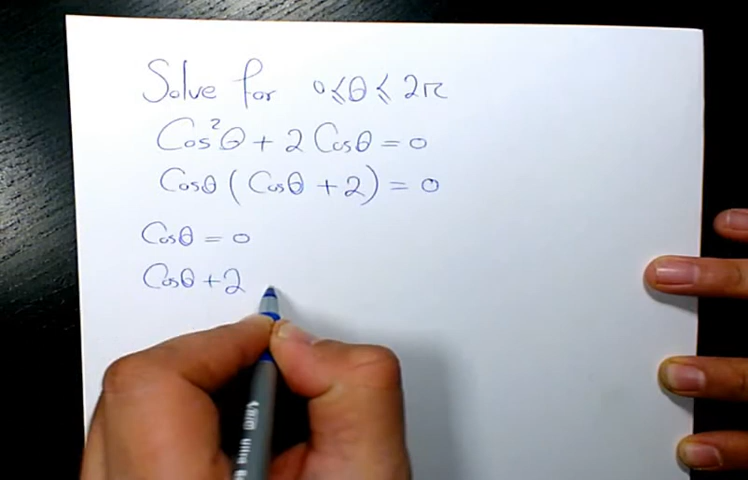 Solve for 0 ⩽ θ ⩽ 2π
Cos²θ + 2 Cosθ = 0
Cosθ ( Cosθ + 2 ) = 0
Cosθ = 0
Cosθ + 2